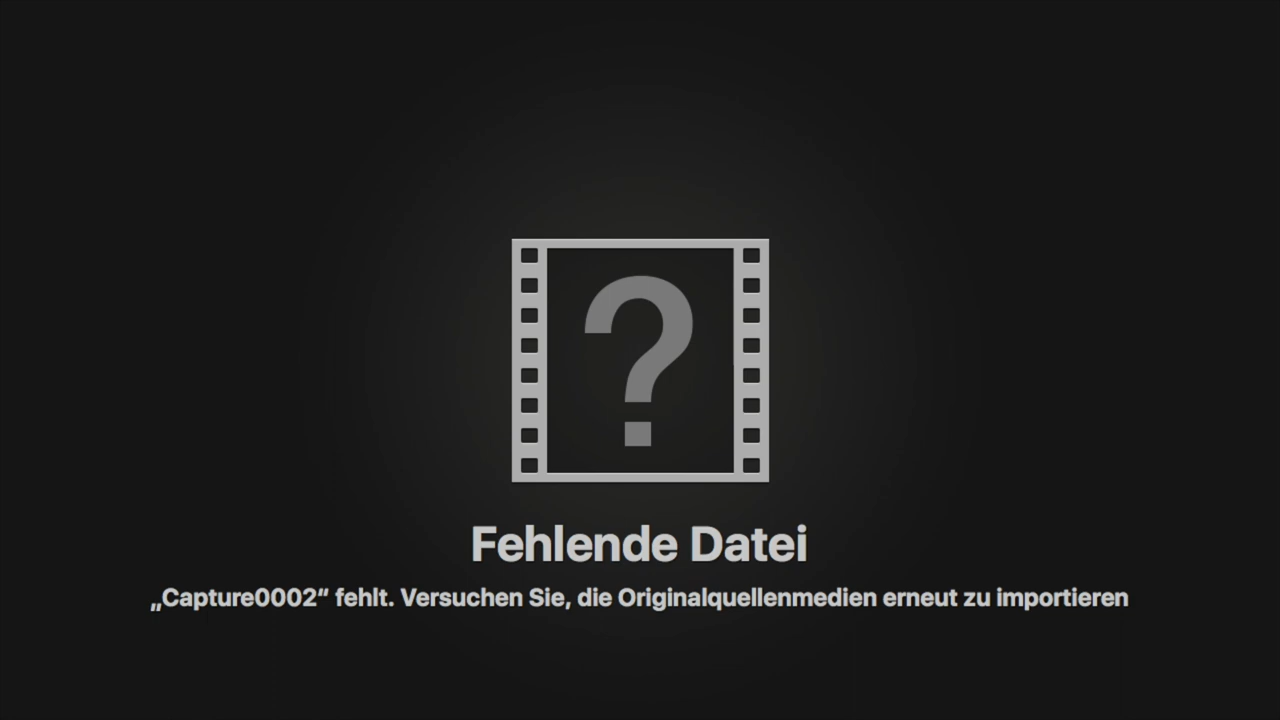 Fehlende Datei
„Capture0002“ fehlt. Versuchen Sie, die Originalquellenmedien erneut zu importieren